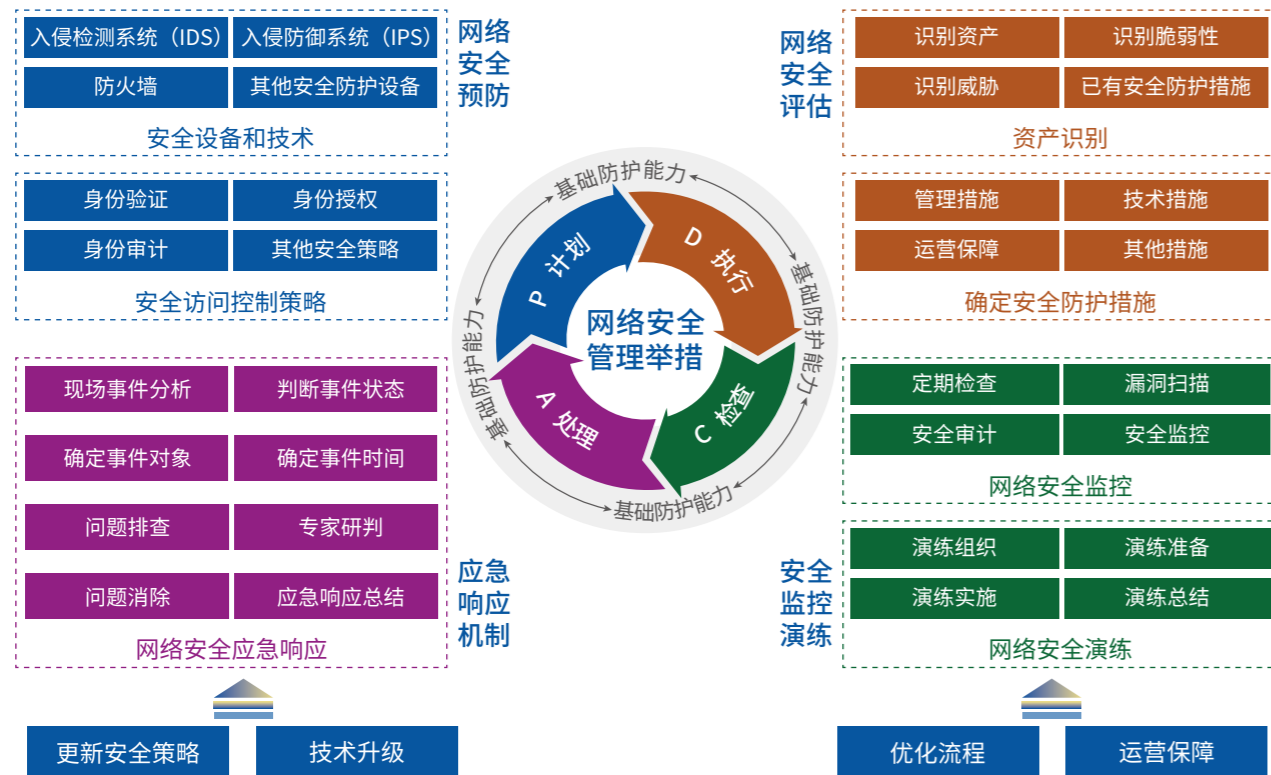 入侵检测系统（IDS）
入侵防御系统（IPS）
防火墙
其他安全防护设备
安全设备和技术
网络
安全
预防
身份验证
身份授权
身份审计
其他安全策略
安全访问控制策略
网络
安全
评估
识别资产
识别脆弱性
识别威胁
已有安全防护措施
资产识别
管理措施
技术措施
运营保障
其他措施
确定安全防护措施
基础防护能力
基础防护能力
基础防护能力
基础防护能力
P 计划
D 执行
C 检查
A 处理
网络安全
管理举措
现场事件分析
判断事件状态
确定事件对象
确定事件时间
问题排查
专家研判
问题消除
应急响应总结
网络安全应急响应
应急
响应
机制
定期检查
漏洞扫描
安全审计
安全监控
网络安全监控
安全
监控
演练
演练组织
演练准备
演练实施
演练总结
网络安全演练
更新安全策略
技术升级
优化流程
运营保障